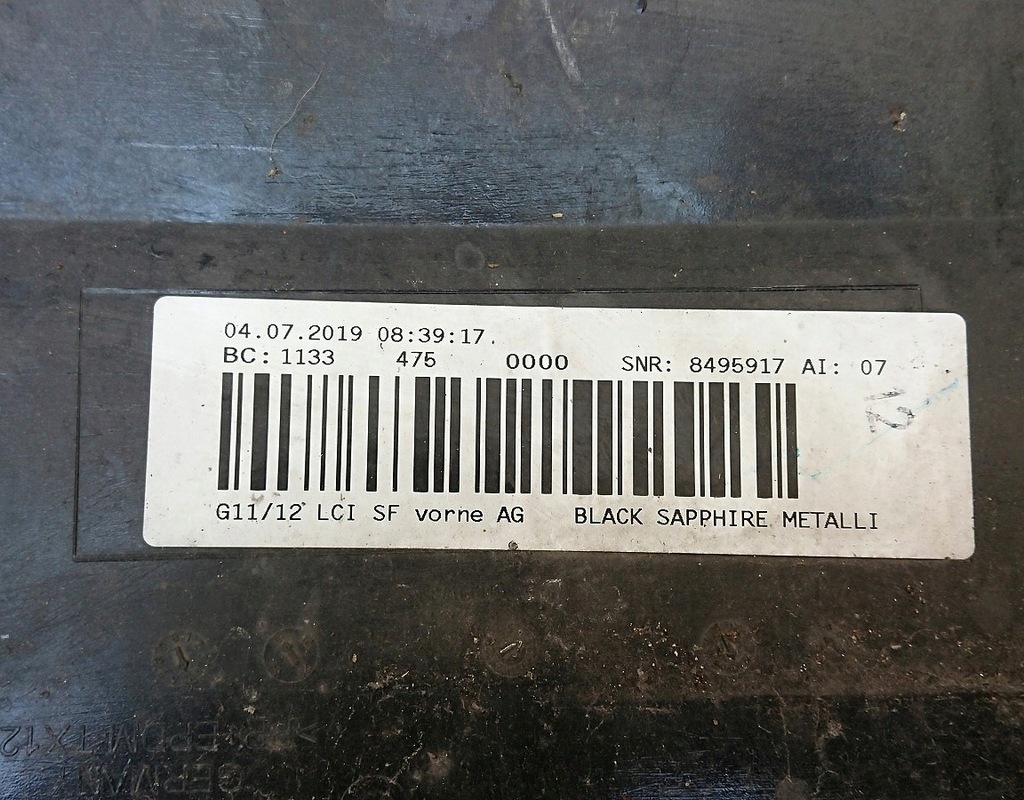 04.07.2019 08:39:17
BC: 1133 475 0000 SNR: 8495917 AI: 07
G11/12 LCI SF vorne AG BLACK SAPPHIRE METALLI